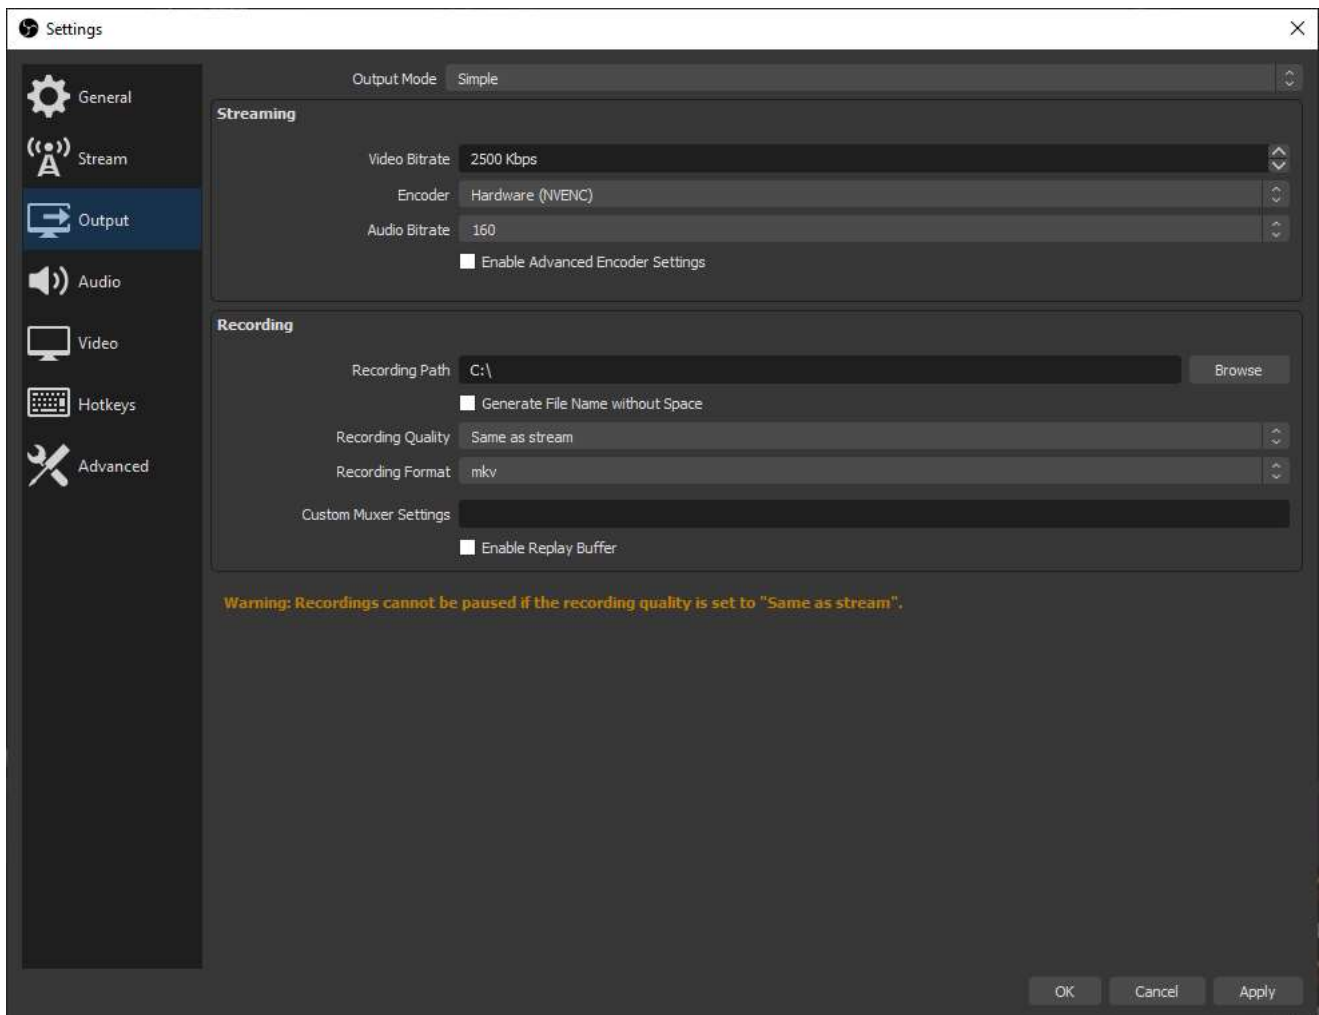 Settings
General
Stream
Output
Audio
Video
Hotkeys
Advanced
Output Mode Simple
Streaming
Video Bitrate 2500 Kbps
Encoder Hardware (NVENC)
Audio Bitrate 160
Enable Advanced Encoder Settings
Recording
Recording Path C:\ Browse
Generate File Name without Space
Recording Quality Same as stream
Recording Format mkv
Custom Muxer Settings
Enable Replay Buffer
Warning: Recordings cannot be paused if the recording quality is set to "Same as stream".
OK Cancel Apply